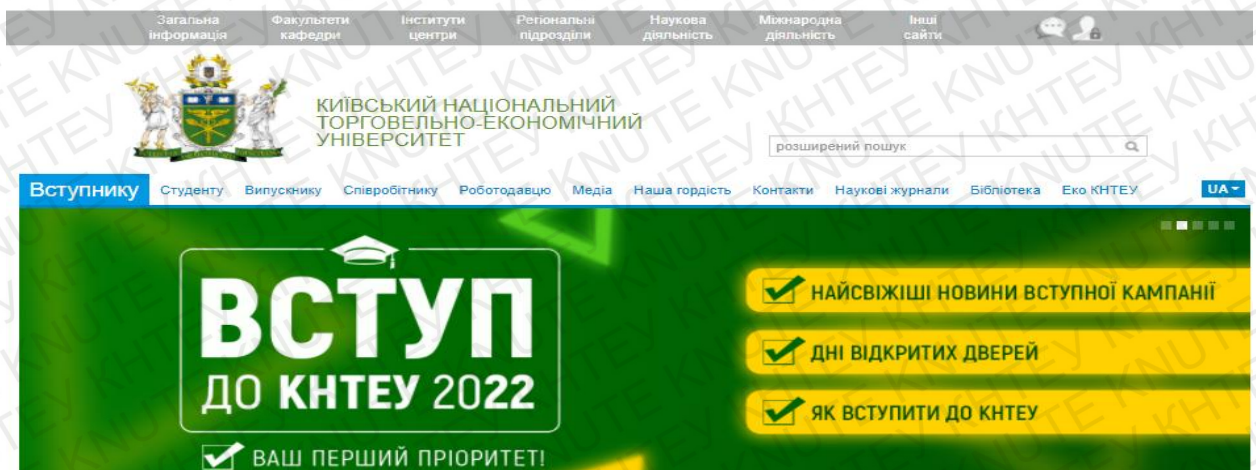 Загальна інформація
Факультети кафедри
Інститути центри
Регіональні підрозділи
Наукова діяльність
Міжнародна діяльність
Інші сайти
КИЇВСЬКИЙ НАЦІОНАЛЬНИЙ
ТОРГОВЕЛЬНО-ЕКОНОМІЧНИЙ
УНІВЕРСИТЕТ
розширений пошук
Вступнику Студенту Випускнику Співробітнику Роботодавцю Медіа Наша гордість Контакти Наукові журнали Бібліотека Еко КНТЕУ UA
ВСТУП
ДО КНТЕУ 2022
ВАШ ПЕРШИЙ ПРІОРИТЕТ!
НАЙСВІЖІШІ НОВИНИ ВСТУПНОЇ КАМПАНІЇ
ДНІ ВІДКРИТИХ ДВЕРЕЙ
ЯК ВСТУПИТИ ДО КНТЕУ